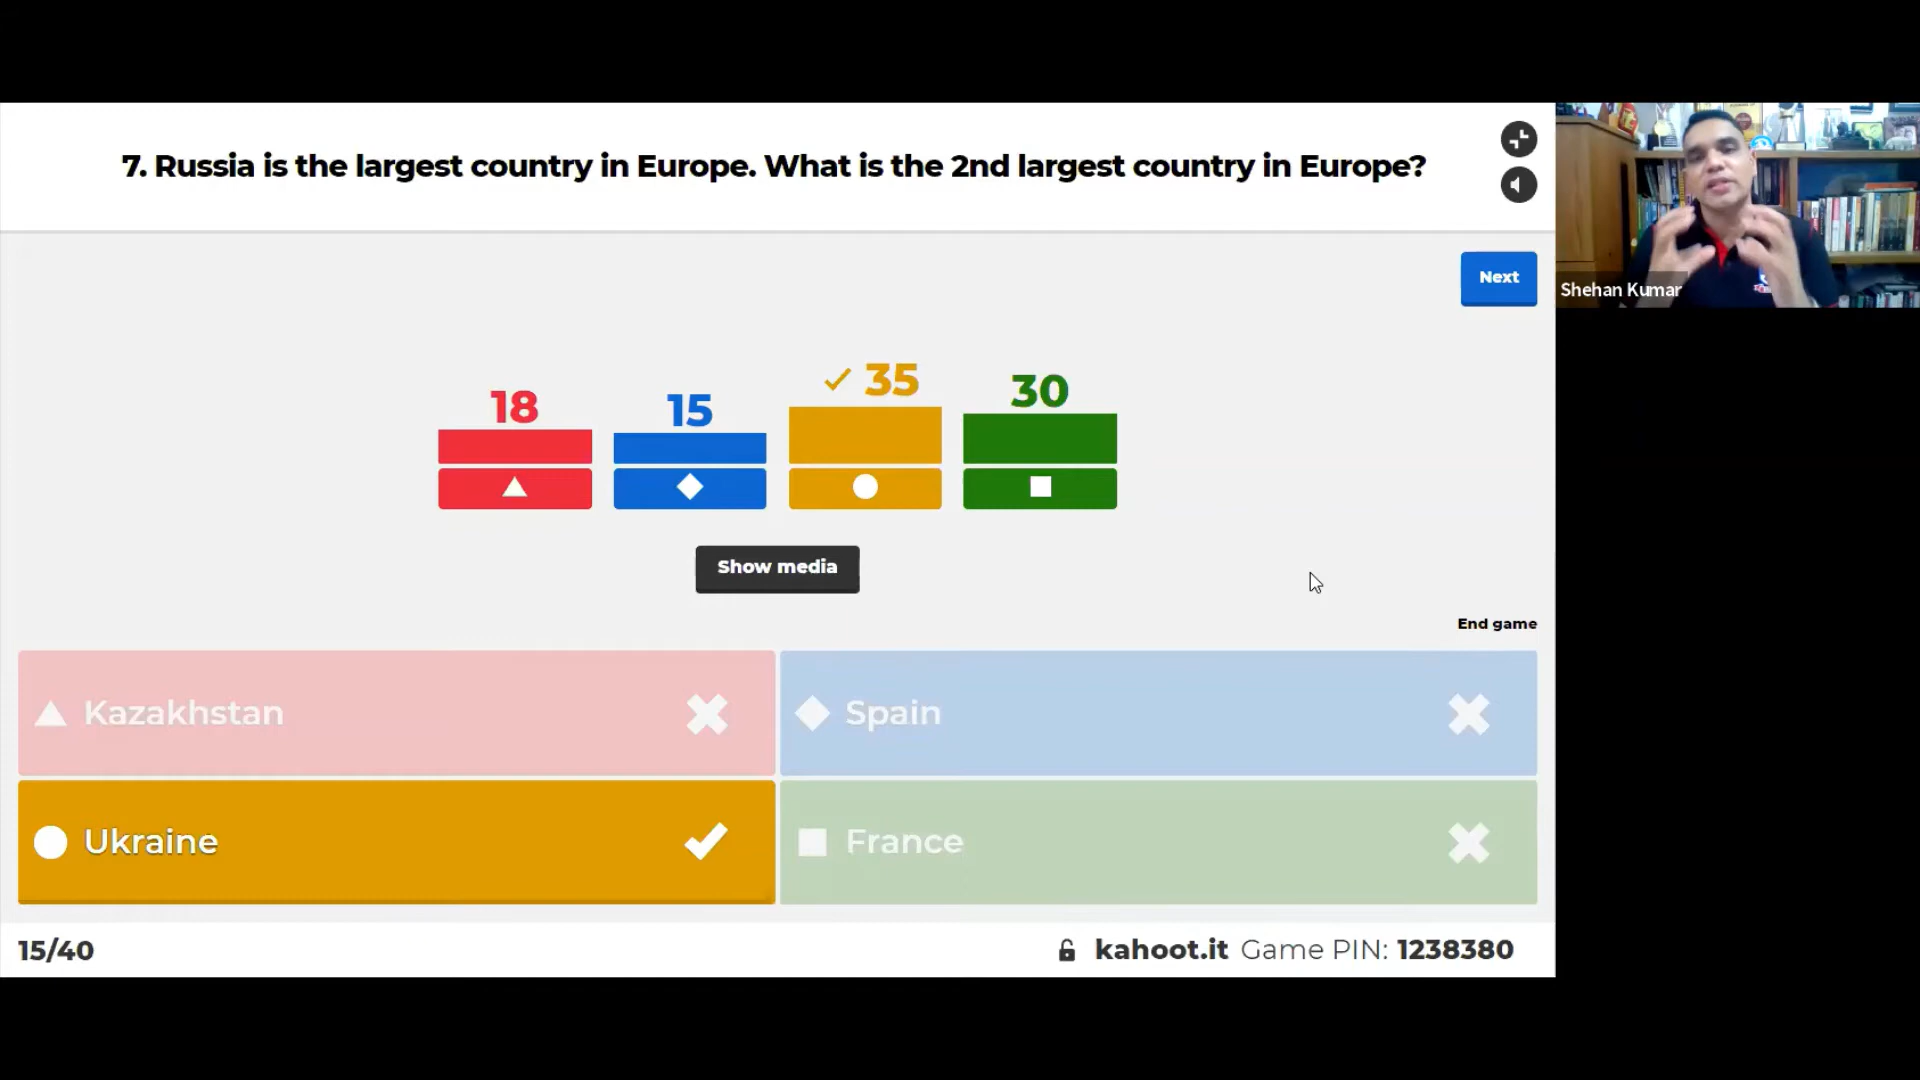 7. Russia is the largest country in Europe. What is the 2nd largest country in Europe?
Next
Shehan Kumar
18
15
35
30
Show media
End game
Kazakhstan
Spain
Ukraine
France
15/40
kahoot.it Game PIN: 1238380